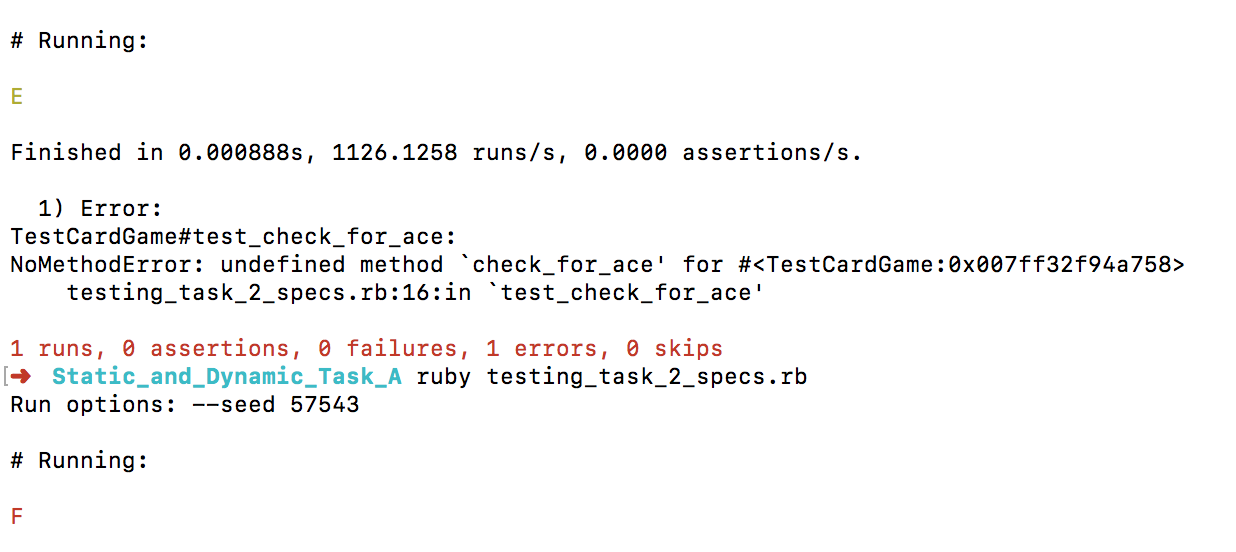 # Running:
E
Finished in 0.000888s, 1126.1258 runs/s, 0.0000 assertions/s.
1) Error:
TestCardGame#test_check_for_ace:
NoMethodError: undefined method `check_for_ace' for #<TestCardGame:0x007ff32f94a758>
testing_task_2_specs.rb:16:in `test_check_for_ace'
1 runs, 0 assertions, 0 failures, 1 errors, 0 skips
[➜ Static_and_Dynamic_Task_A ruby testing_task_2_specs.rb
Run options: --seed 57543
# Running:
F